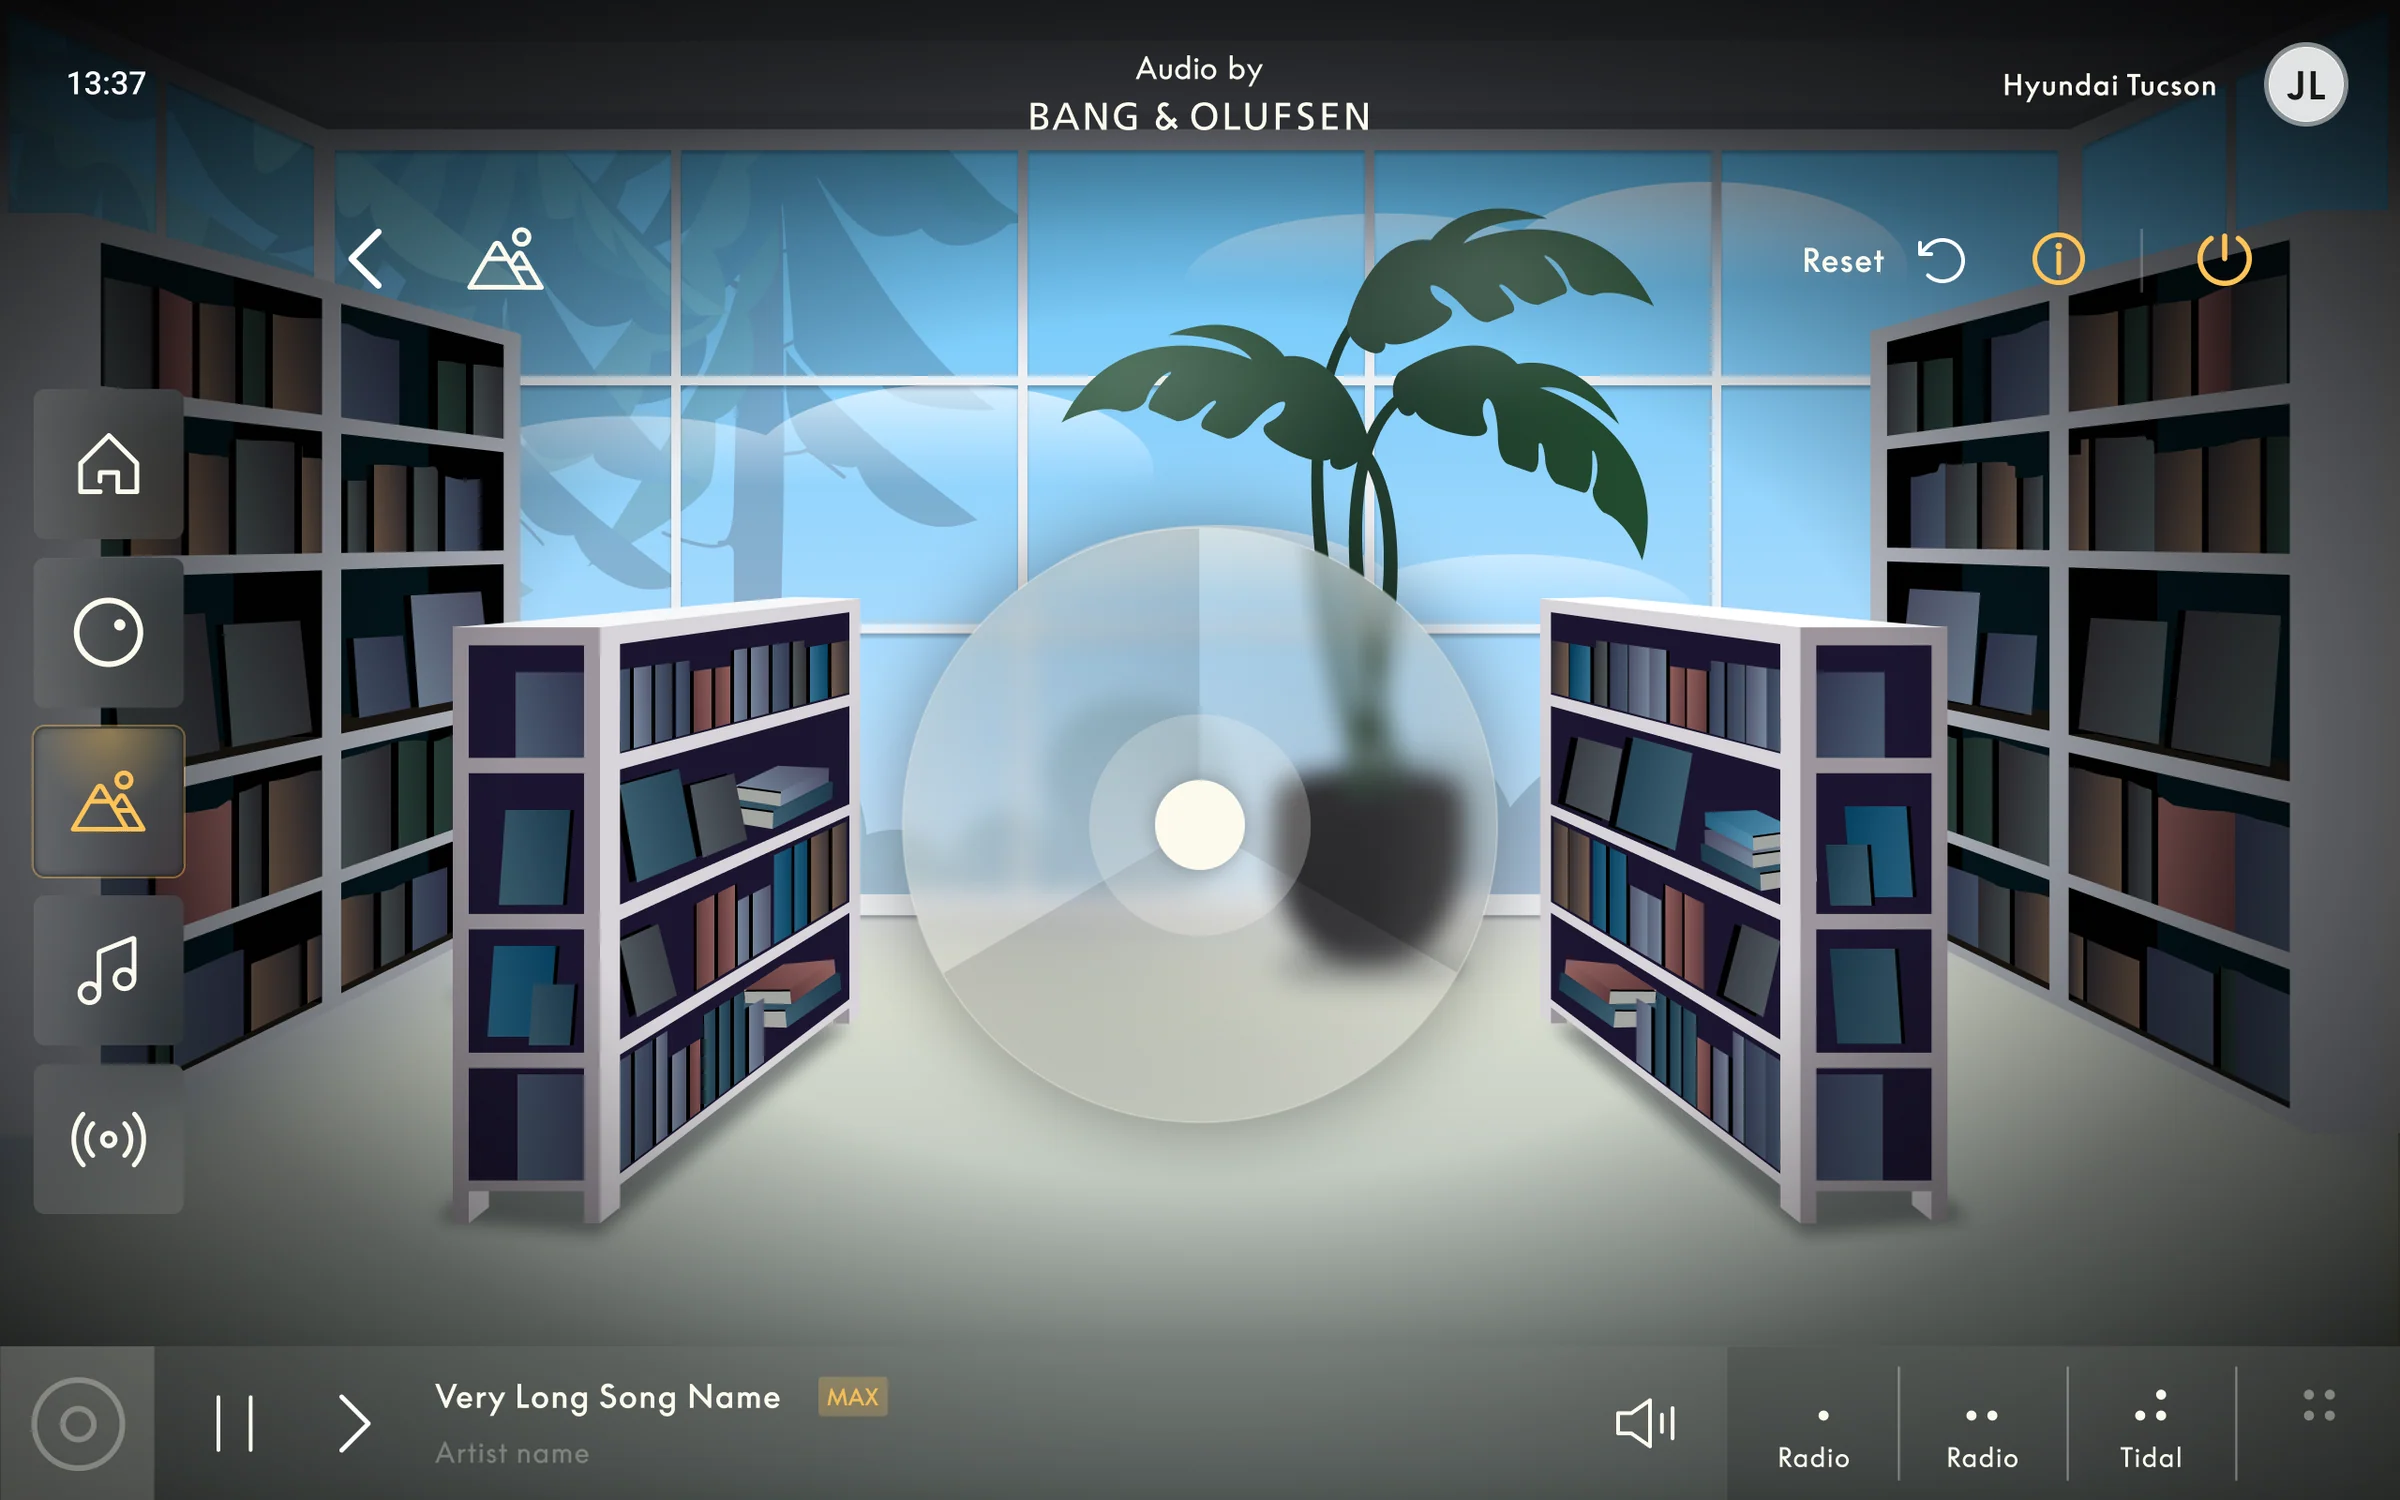 13:37
Audio by
BANG & OLUFSEN
Hyundai Tucson
JL
Reset
Very Long Song Name
MAX
Artist name
Radio
Radio
Tidal